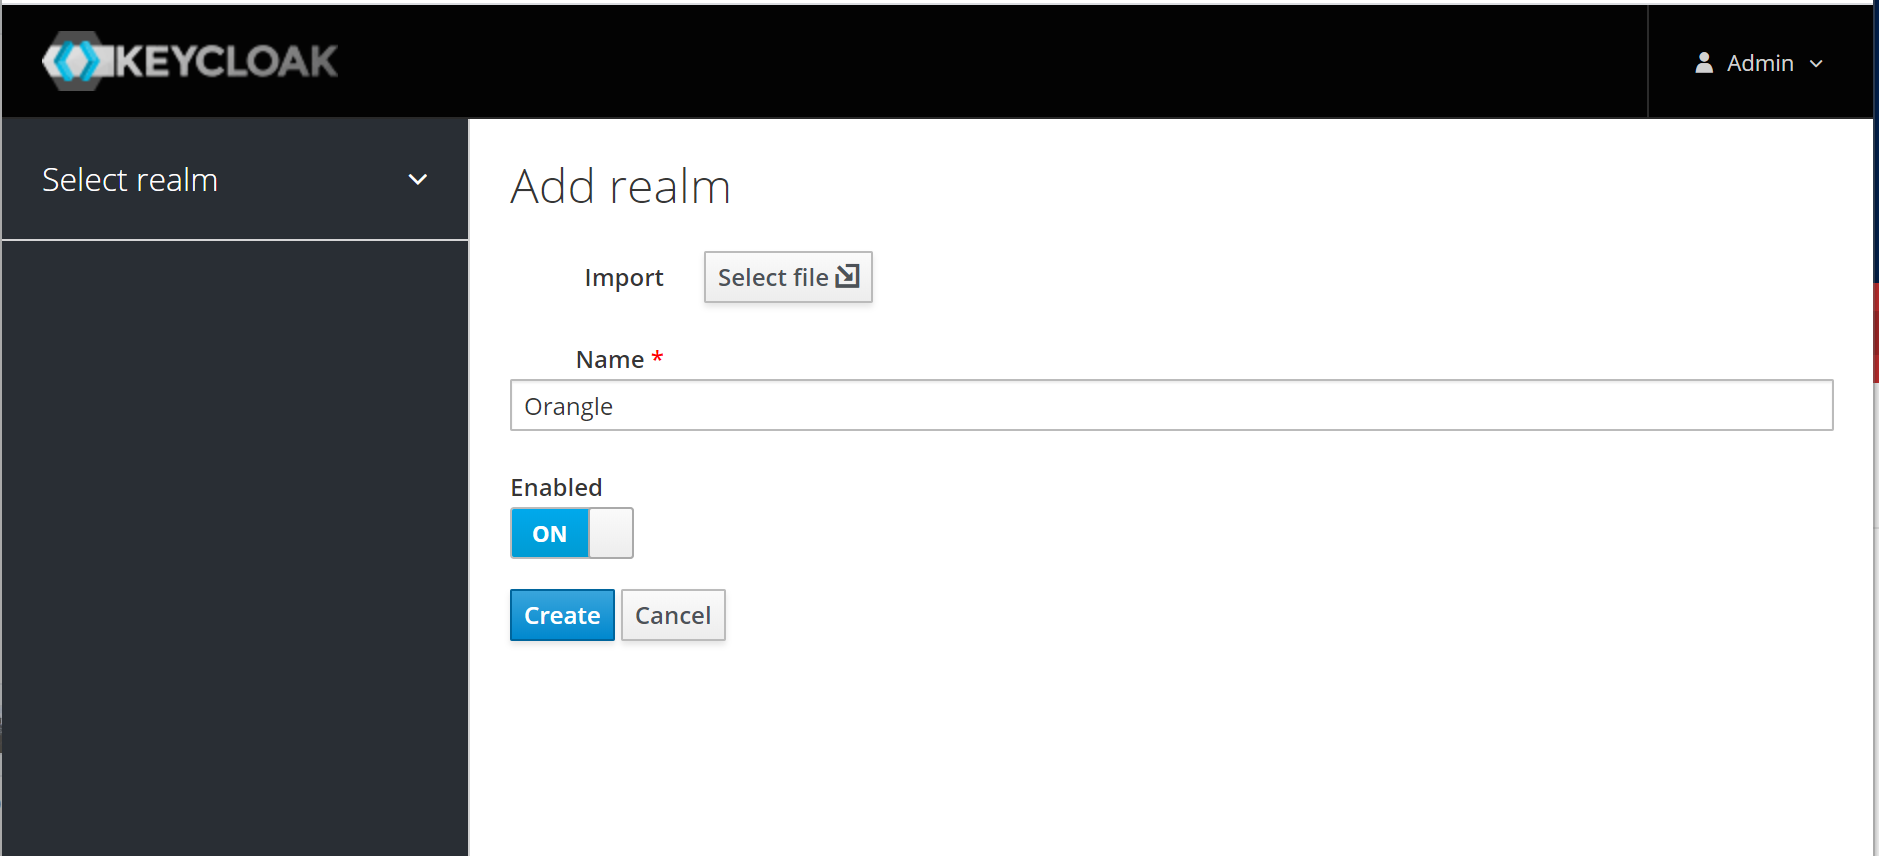 KEYCLOAK
Admin
Select realm
Add realm
Import
Select file
Name *
Orangle
Enabled
ON
Create Cancel